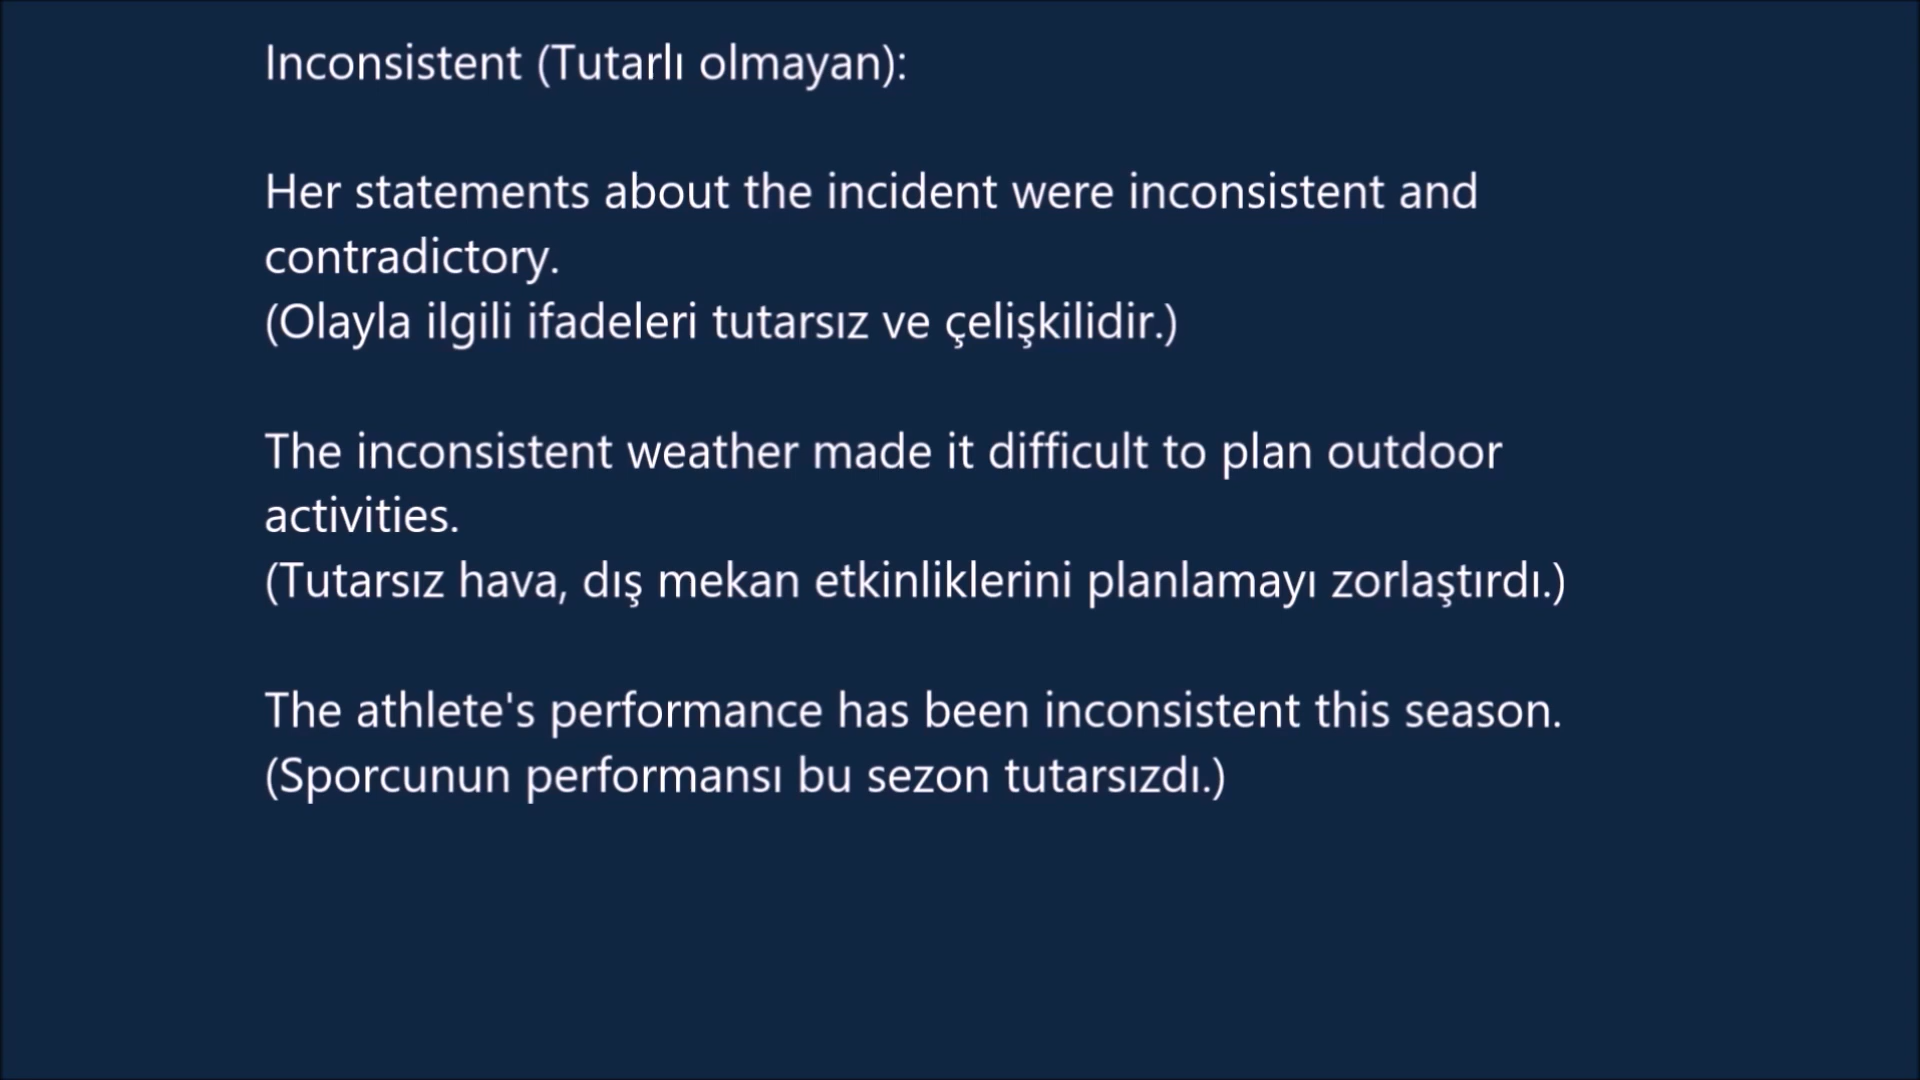 Inconsistent (Tutarlı olmayan):
Her statements about the incident were inconsistent and
contradictory.
(Olayla ilgili ifadeleri tutarsız ve çelişkilidir.)
The inconsistent weather made it difficult to plan outdoor
activities.
(Tutarsız hava, dış mekan etkinliklerini planlamayı zorlaştırdı.)
The athlete's performance has been inconsistent this season.
(Sporcunun performansı bu sezon tutarsızdı.)